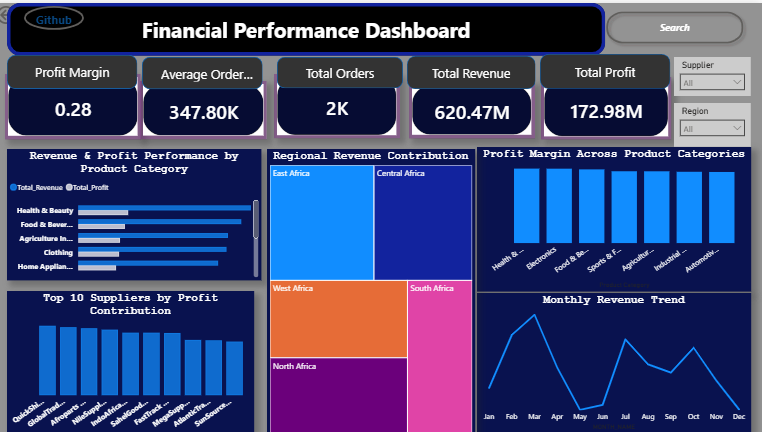 Github
Financial Performance Dashboard
Search
Profit Margin
0.28
Average Order...
347.80K
Total Orders
2K
Total Revenue
620.47M
Total Profit
172.98M
Supplier
All
Region
All
Revenue & Profit Performance by
Product Category
Total_Revenue Total_Profit
Health & Beauty
Food & Bever...
Agriculture In...
Clothing
Home Applian...
Regional Revenue Contribution
East Africa
Central Africa
West Africa
South Africa
North Africa
Profit Margin Across Product Categories
Health & ...
Electronics
Food & Be...
Sports & F...
Agricultur...
Industrial ...
Automotiv...
Top 10 Suppliers by Profit
Contribution
QuickShi...
GlobalTrad...
Afroparts ...
NileSuppl...
IndoAfrica...
SahelGood...
FastTrack ...
MegaSupp...
AtlanticTra...
SunSource...
Monthly Revenue Trend
Jan Feb Mar Apr May Jun Jul Aug Sep Oct Nov Dec